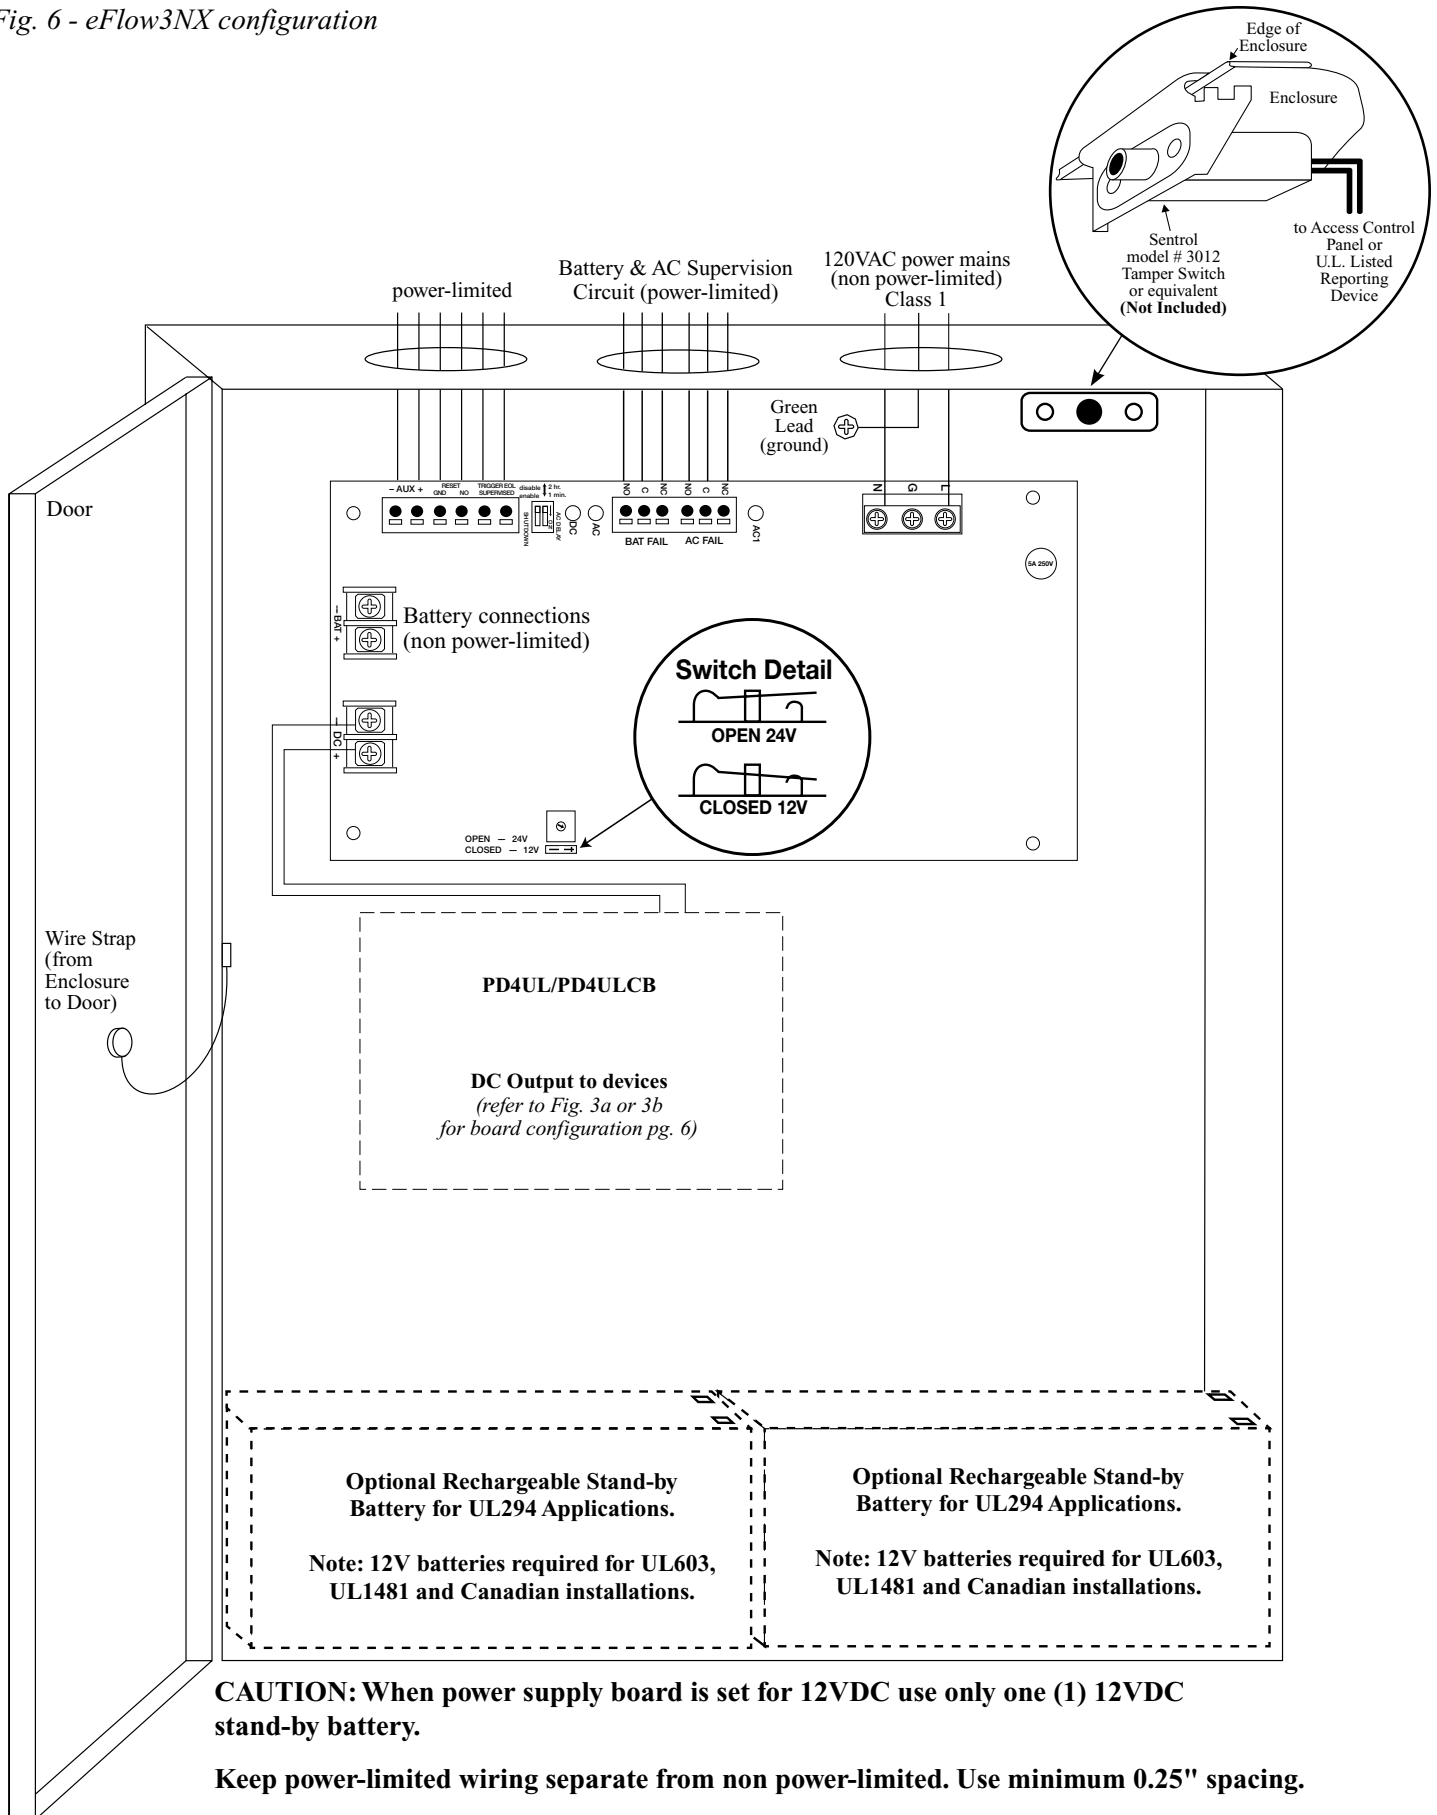 Fig. 6 - eFlow3NX configuration
Edge of
Enclosure
Enclosure
Sentrol
model # 3012
Tamper Switch
or equivalent
(Not Included)
to Access Control
Panel or
U.L. Listed
Reporting
Device
power-limited
Battery & AC Supervision
Circuit (power-limited)
120VAC power mains
(non power-limited)
Class 1
Green
Lead
(ground)
Door
– AUX +
RESET
GND NO
TRIGGER EOL
SUPERVISED
disable 2 hr.
enable 1 min.
SHUTDOWN
ON
AC DELAY
DC
AC
NO C NC NO C NC
BAT FAIL AC FAIL
AC1
N G L
5A 250V
– BAT +
Battery connections
(non power-limited)
– DC +
Switch Detail
OPEN 24V
CLOSED 12V
OPEN — 24V
CLOSED — 12V
Wire Strap
(from
Enclosure
to Door)
PD4UL/PD4ULCB
DC Output to devices
(refer to Fig. 3a or 3b
for board configuration pg. 6)
Optional Rechargeable Stand-by
Battery for UL294 Applications.
Note: 12V batteries required for UL603,
UL1481 and Canadian installations.
Optional Rechargeable Stand-by
Battery for UL294 Applications.
Note: 12V batteries required for UL603,
UL1481 and Canadian installations.
CAUTION: When power supply board is set for 12VDC use only one (1) 12VDC
stand-by battery.
Keep power-limited wiring separate from non power-limited. Use minimum 0.25" spacing.